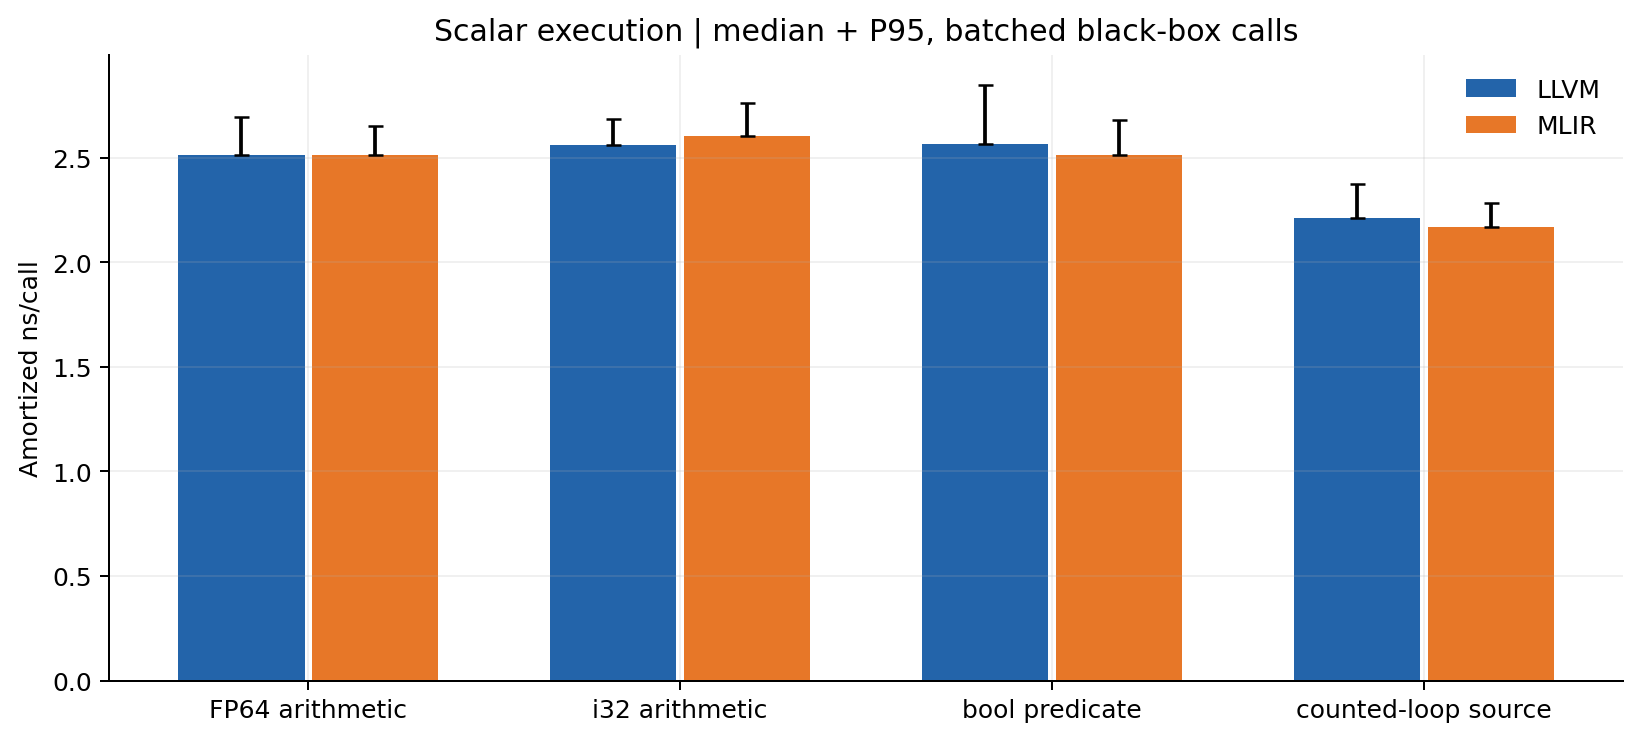 Scalar execution | median + P95, batched black-box calls
LLVM
MLIR
Amortized ns/call
2.5
2.0
1.5
1.0
0.5
0.0
FP64 arithmetic
i32 arithmetic
bool predicate
counted-loop source